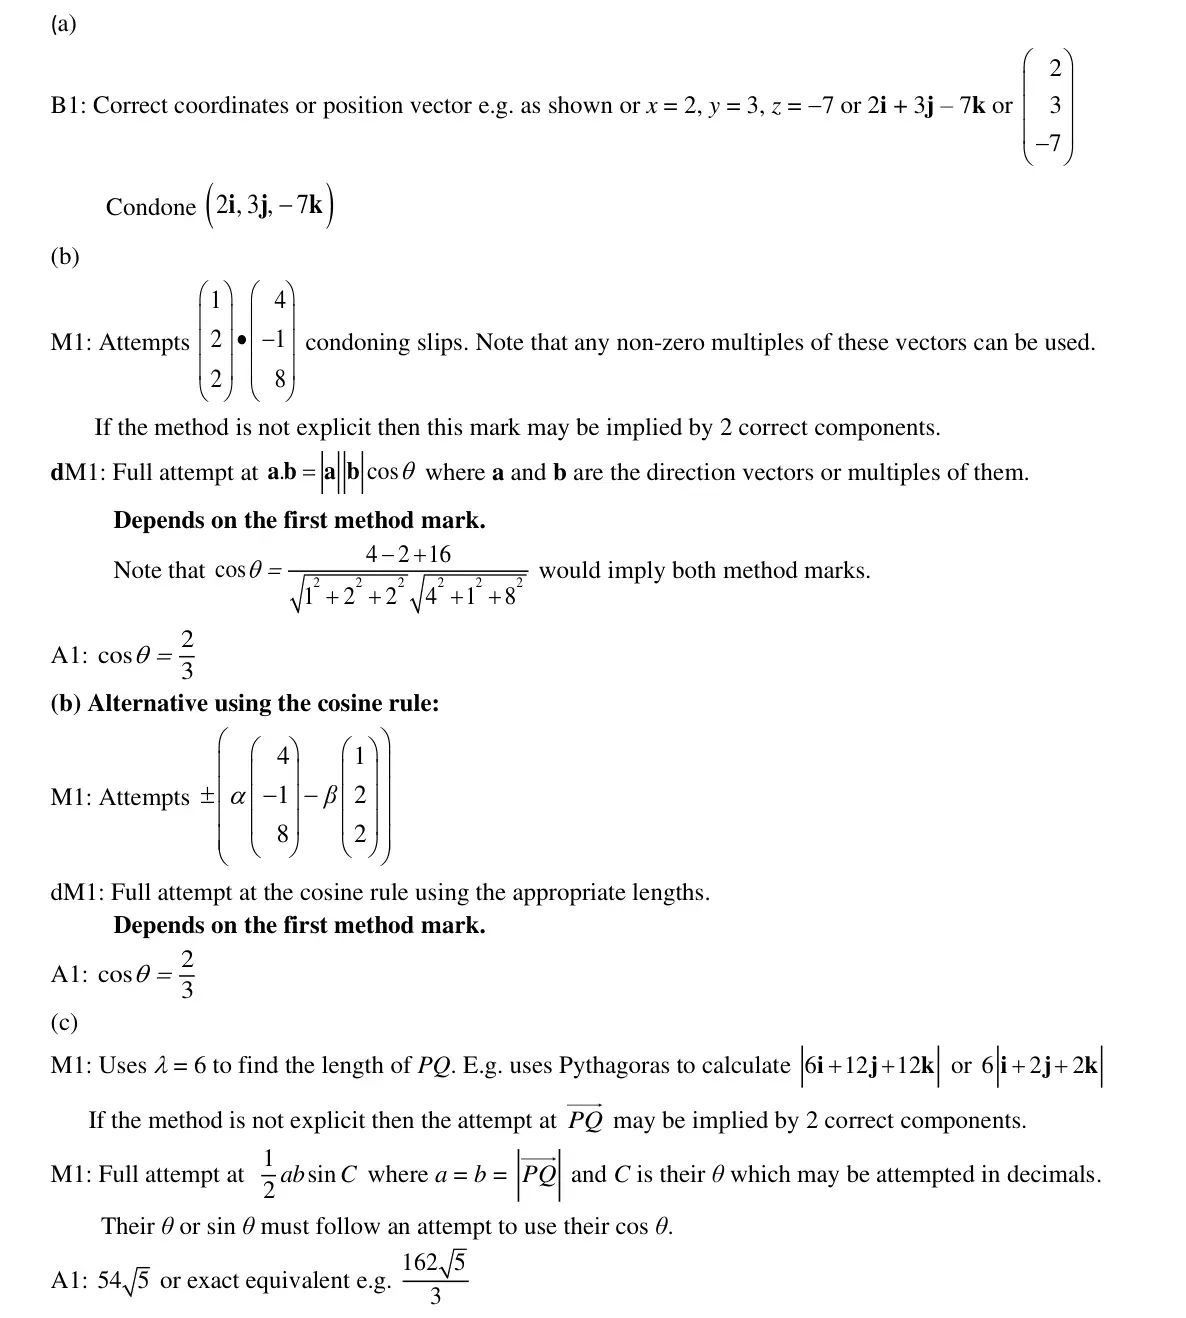 (a)
B1: Correct coordinates or position vector e.g. as shown or x = 2, y = 3, z = −7 or 2i + 3j – 7k or (2 3 −7)
Condone (2i, 3j, −7k)
(b)
M1: Attempts (1 2 2)•(4 −1 8) condoning slips. Note that any non-zero multiples of these vectors can be used.
If the method is not explicit then this mark may be implied by 2 correct components.
dM1: Full attempt at a.b = |a||b|cos θ where a and b are the direction vectors or multiples of them.
Depends on the first method mark.
Note that cos θ = (4−2+16)/(√(1²+2²+2²)√(4²+1²+8²)) would imply both method marks.
A1: cos θ = 2/3
(b) Alternative using the cosine rule:
M1: Attempts ±(α(4 −1 8) − β(1 2 2))
dM1: Full attempt at the cosine rule using the appropriate lengths.
Depends on the first method mark.
A1: cos θ = 2/3
(c)
M1: Uses λ = 6 to find the length of PQ. E.g. uses Pythagoras to calculate |6i+12j+12k| or 6|i+2j+2k|
If the method is not explicit then the attempt at PQ may be implied by 2 correct components.
M1: Full attempt at 1/2 ab sin C where a = b = |PQ| and C is their θ which may be attempted in decimals.
Their θ or sin θ must follow an attempt to use their cos θ.
A1: 54√5 or exact equivalent e.g. 162√5/3